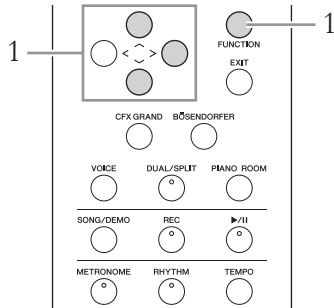 1
1
FUNCTION
EXIT
CFX GRAND BÖSENDORFER
VOICE DUAL/SPLIT PIANO ROOM
SONG/DEMO REC ▶/II
METRONOME RHYTHM TEMPO